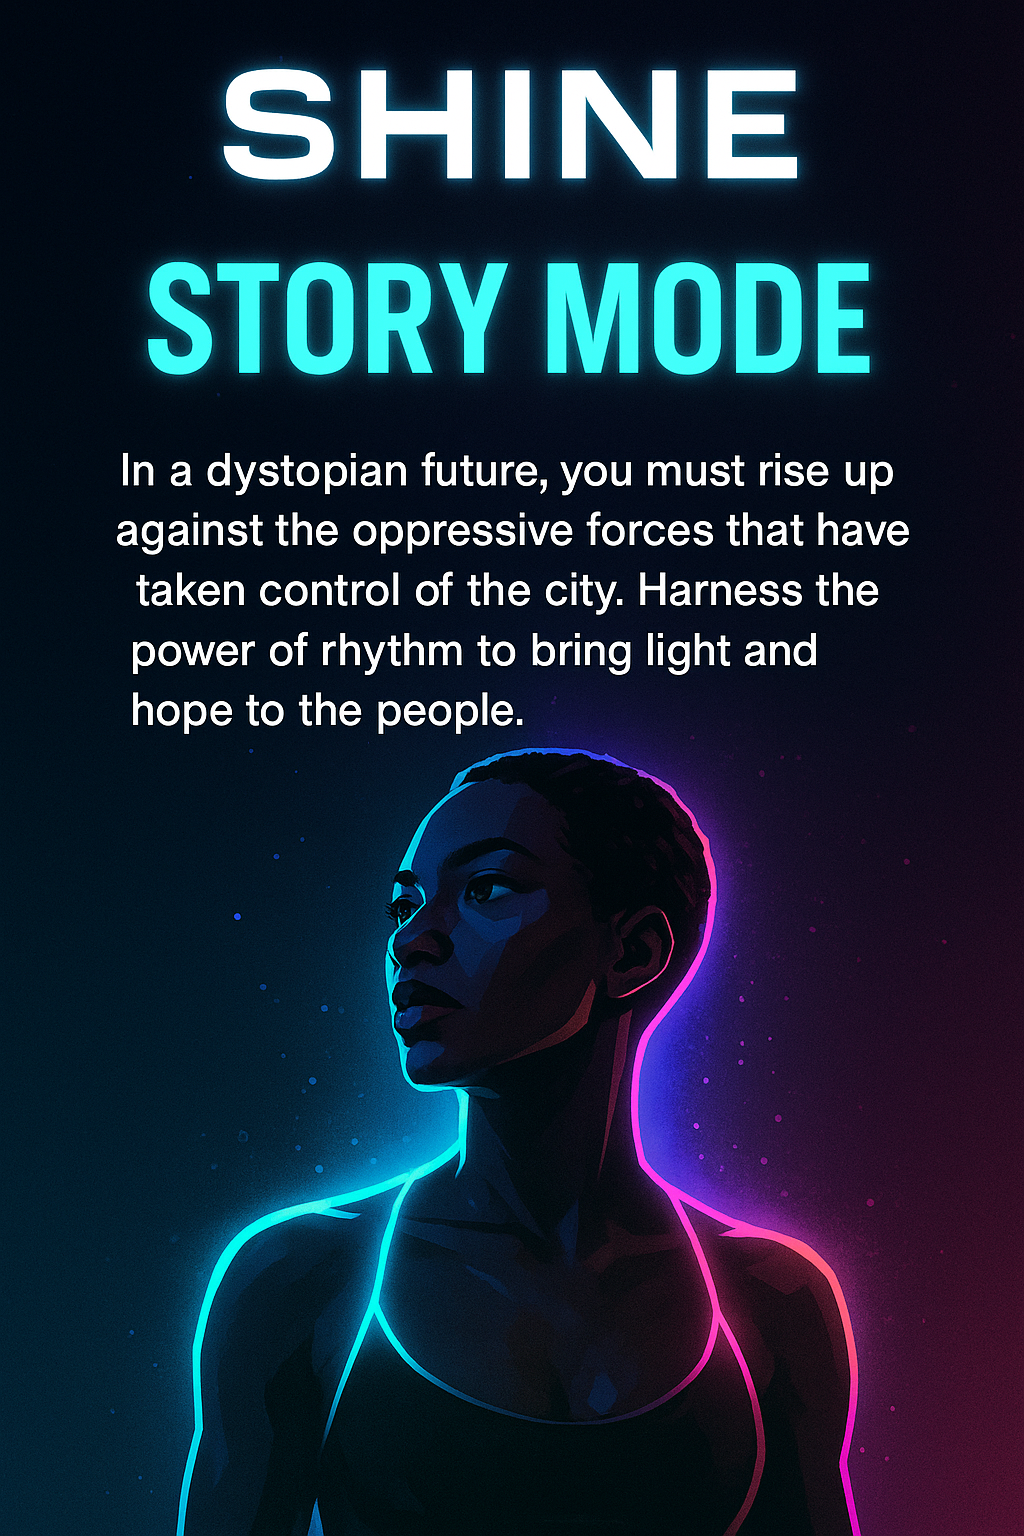 SHINE
STORY MODE
In a dystopian future, you must rise up
against the oppressive forces that have
taken control of the city. Harness the
power of rhythm to bring light and
hope to the people.